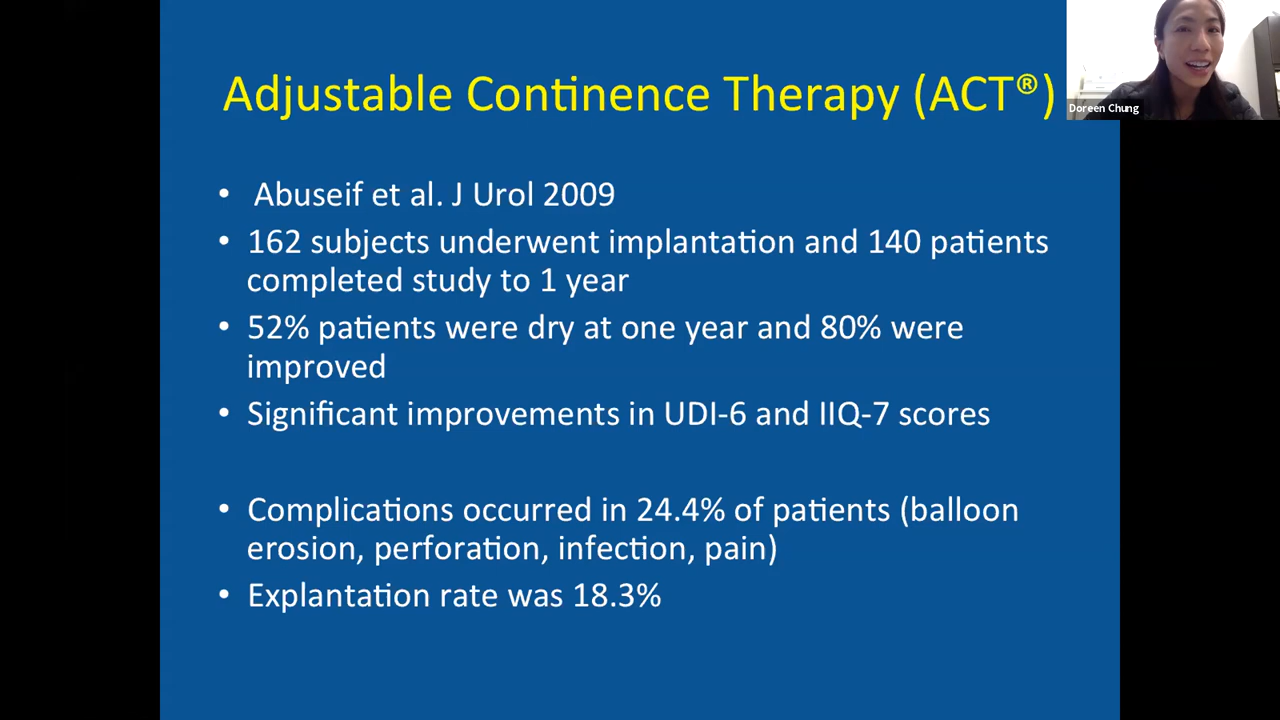 Adjustable Continence Therapy (ACT®)
Doreen Chung
• Abuseif et al. J Urol 2009
• 162 subjects underwent implantation and 140 patients
completed study to 1 year
• 52% patients were dry at one year and 80% were
improved
• Significant improvements in UDI-6 and IIQ-7 scores
• Complications occurred in 24.4% of patients (balloon
erosion, perforation, infection, pain)
• Explantation rate was 18.3%